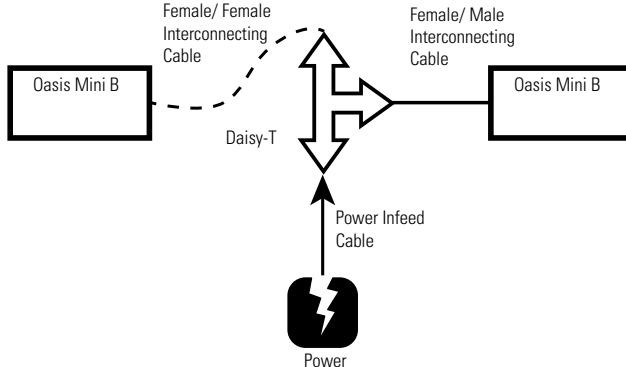 Female/ Female
Interconnecting
Cable
Female/ Male
Interconnecting
Cable
Oasis Mini B
Oasis Mini B
Daisy-T
Power Infeed
Cable
Power